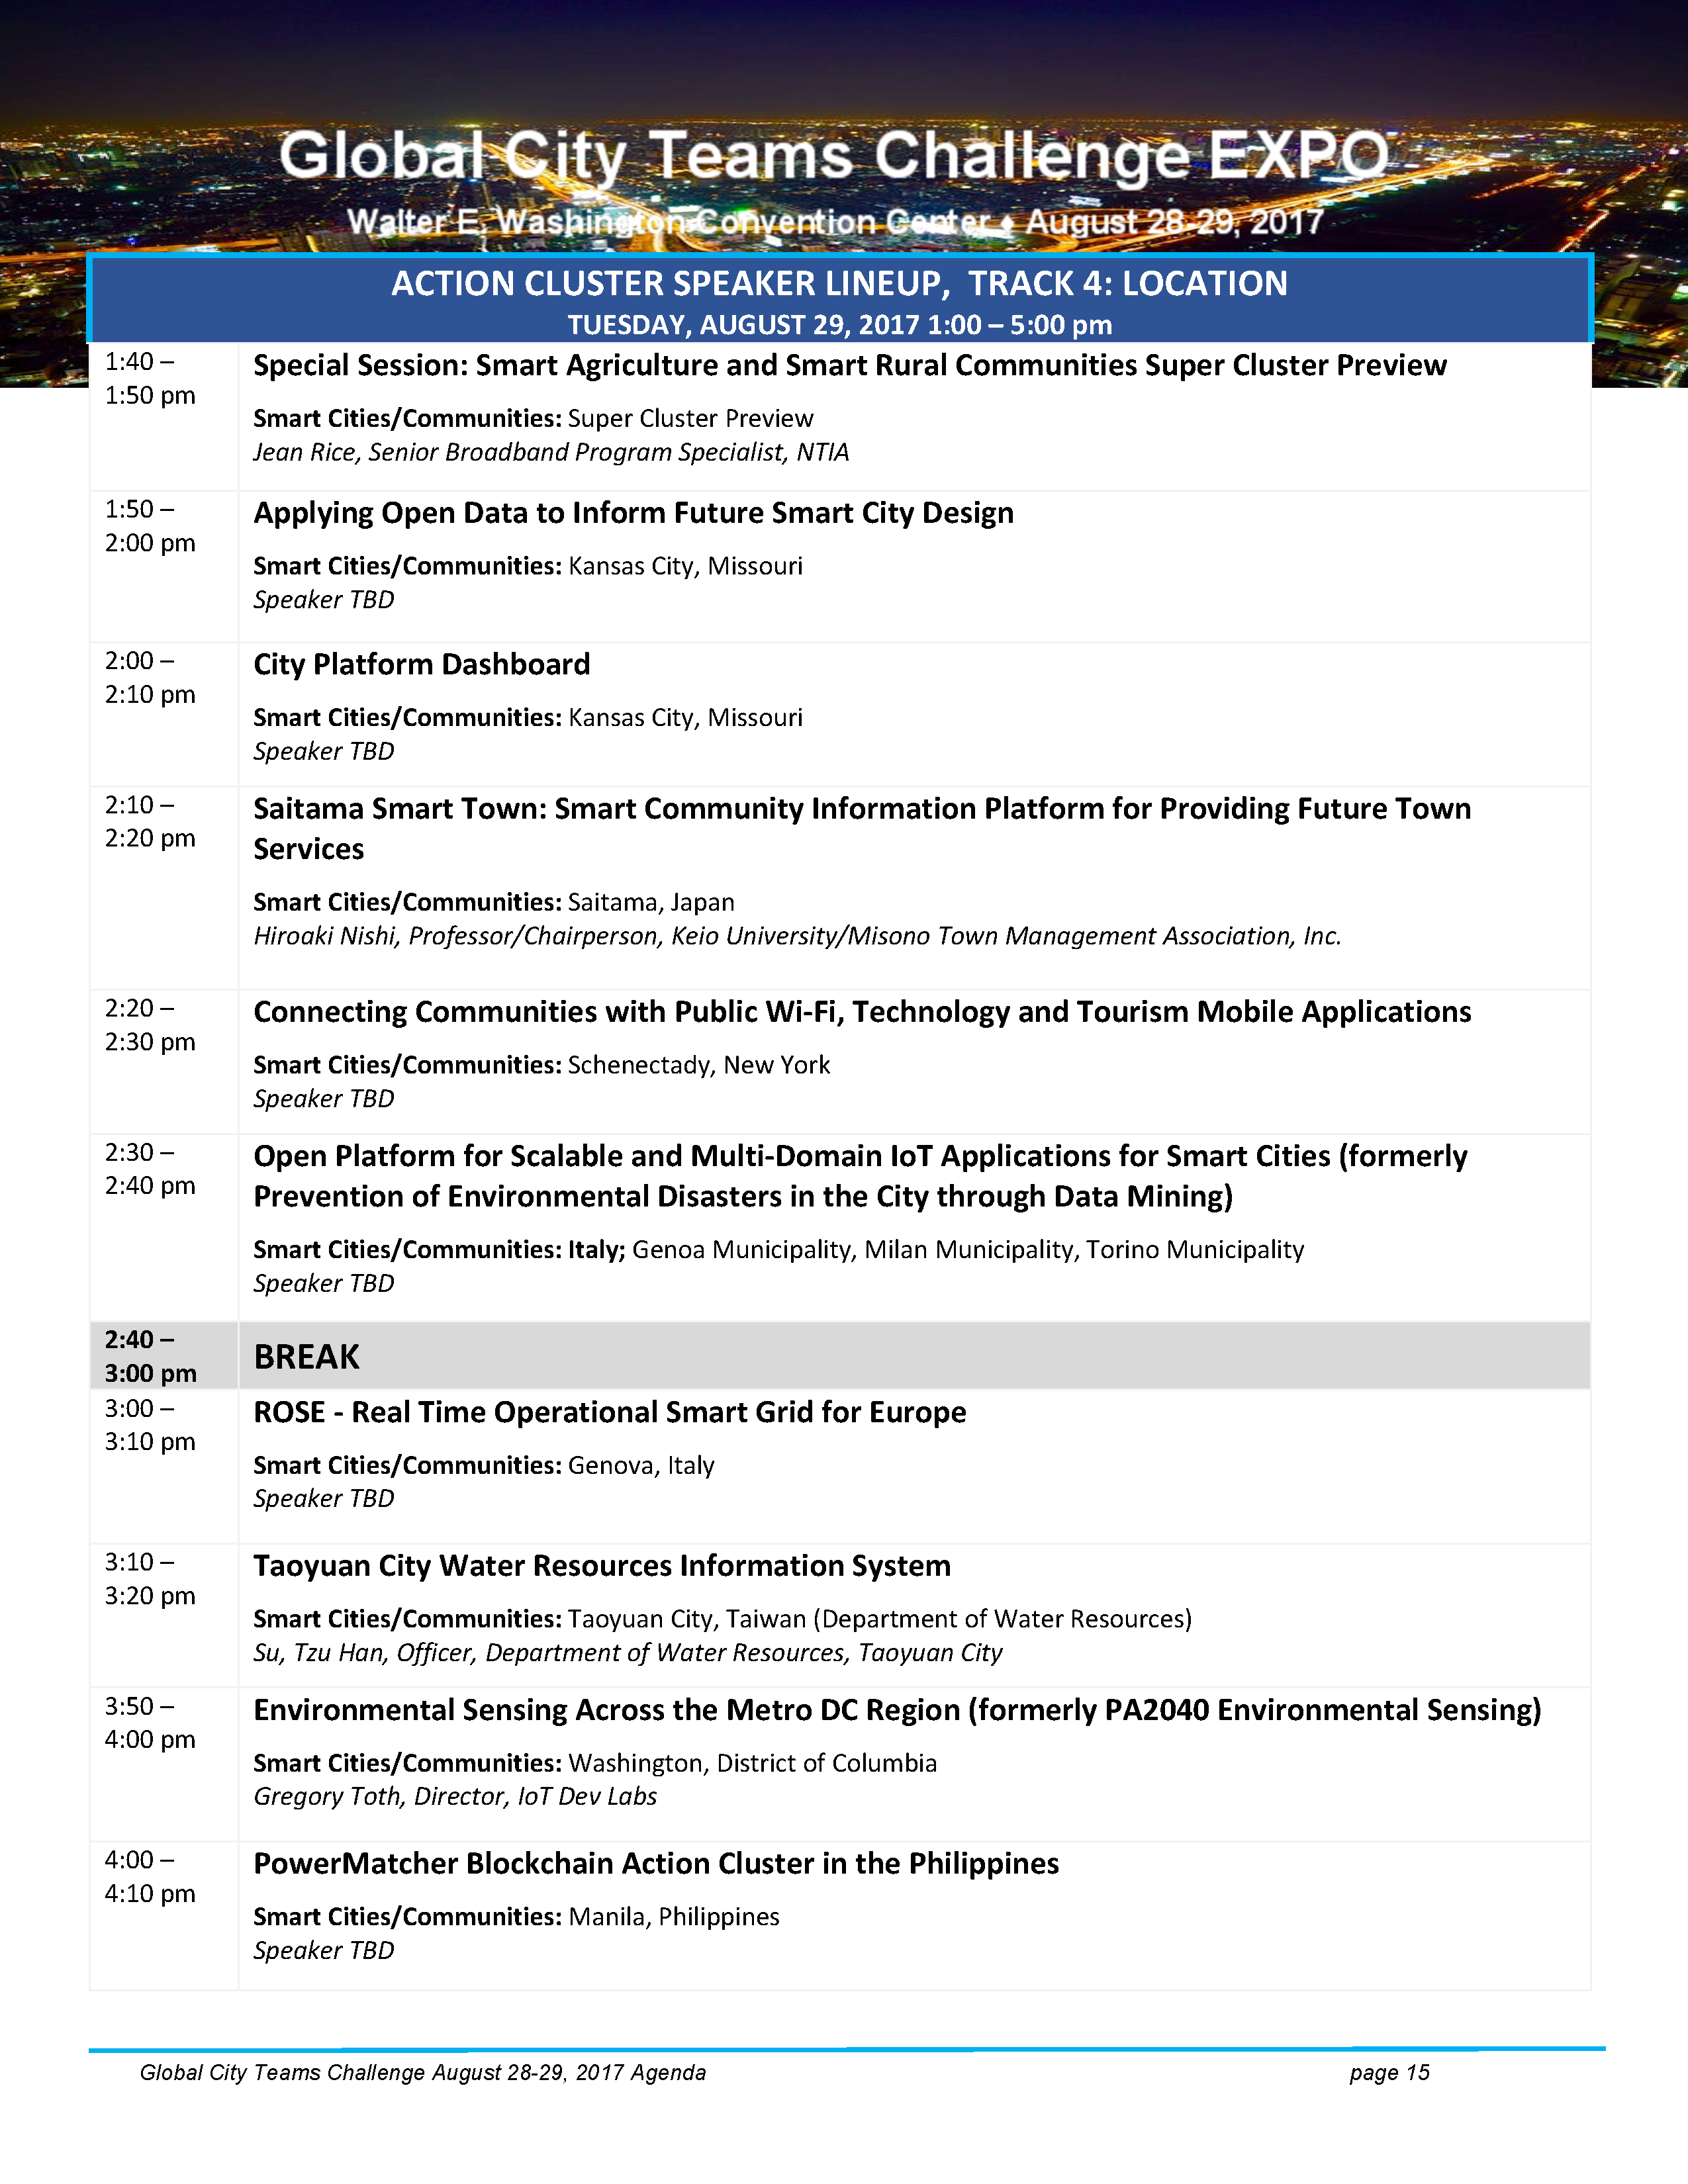 Global City Teams Challenge EXPO
Walter E. Washington Convention Center ♦ August 28-29, 2017
ACTION CLUSTER SPEAKER LINEUP,  TRACK 4: LOCATION
TUESDAY, AUGUST 29, 2017 1:00 – 5:00 pm
1:40 –
1:50 pm
Special Session: Smart Agriculture and Smart Rural Communities Super Cluster Preview
Smart Cities/Communities: Super Cluster Preview
Jean Rice, Senior Broadband Program Specialist, NTIA
1:50 –
2:00 pm
Applying Open Data to Inform Future Smart City Design
Smart Cities/Communities: Kansas City, Missouri
Speaker TBD
2:00 –
2:10 pm
City Platform Dashboard
Smart Cities/Communities: Kansas City, Missouri
Speaker TBD
2:10 –
2:20 pm
Saitama Smart Town: Smart Community Information Platform for Providing Future Town
Services
Smart Cities/Communities: Saitama, Japan
Hiroaki Nishi, Professor/Chairperson, Keio University/Misono Town Management Association, Inc.
2:20 –
2:30 pm
Connecting Communities with Public Wi-Fi, Technology and Tourism Mobile Applications
Smart Cities/Communities: Schenectady, New York
Speaker TBD
2:30 –
2:40 pm
Open Platform for Scalable and Multi-Domain IoT Applications for Smart Cities (formerly
Prevention of Environmental Disasters in the City through Data Mining)
Smart Cities/Communities: Italy; Genoa Municipality, Milan Municipality, Torino Municipality
Speaker TBD
2:40 –
3:00 pm
BREAK
3:00 –
3:10 pm
ROSE - Real Time Operational Smart Grid for Europe
Smart Cities/Communities: Genova, Italy
Speaker TBD
3:10 –
3:20 pm
Taoyuan City Water Resources Information System
Smart Cities/Communities: Taoyuan City, Taiwan (Department of Water Resources)
Su, Tzu Han, Officer, Department of Water Resources, Taoyuan City
3:50 –
4:00 pm
Environmental Sensing Across the Metro DC Region (formerly PA2040 Environmental Sensing)
Smart Cities/Communities: Washington, District of Columbia
Gregory Toth, Director, IoT Dev Labs
4:00 –
4:10 pm
PowerMatcher Blockchain Action Cluster in the Philippines
Smart Cities/Communities: Manila, Philippines
Speaker TBD
Global City Teams Challenge August 28-29, 2017 Agenda
page 15